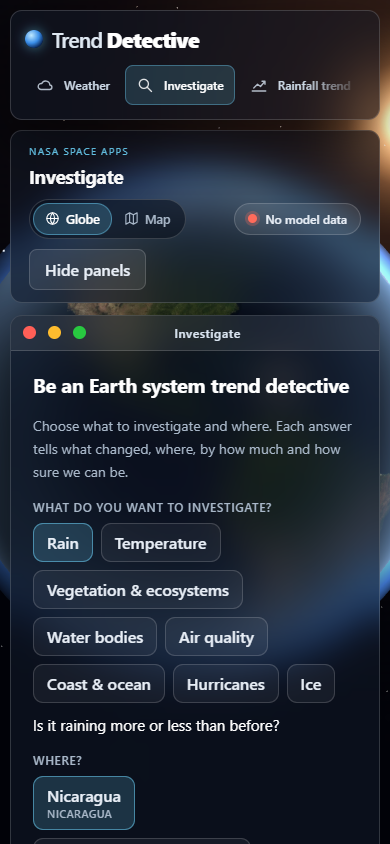 Trend Detective
Weather Investigate Rainfall trend
NASA SPACE APPS
Investigate
Globe Map No model data
Hide panels
Investigate
Be an Earth system trend detective
Choose what to investigate and where. Each answer
tells what changed, where, by how much and how
sure we can be.
WHAT DO YOU WANT TO INVESTIGATE?
Rain Temperature
Vegetation & ecosystems
Water bodies Air quality
Coast & ocean Hurricanes Ice
Is it raining more or less than before?
WHERE?
Nicaragua
NICARAGUA